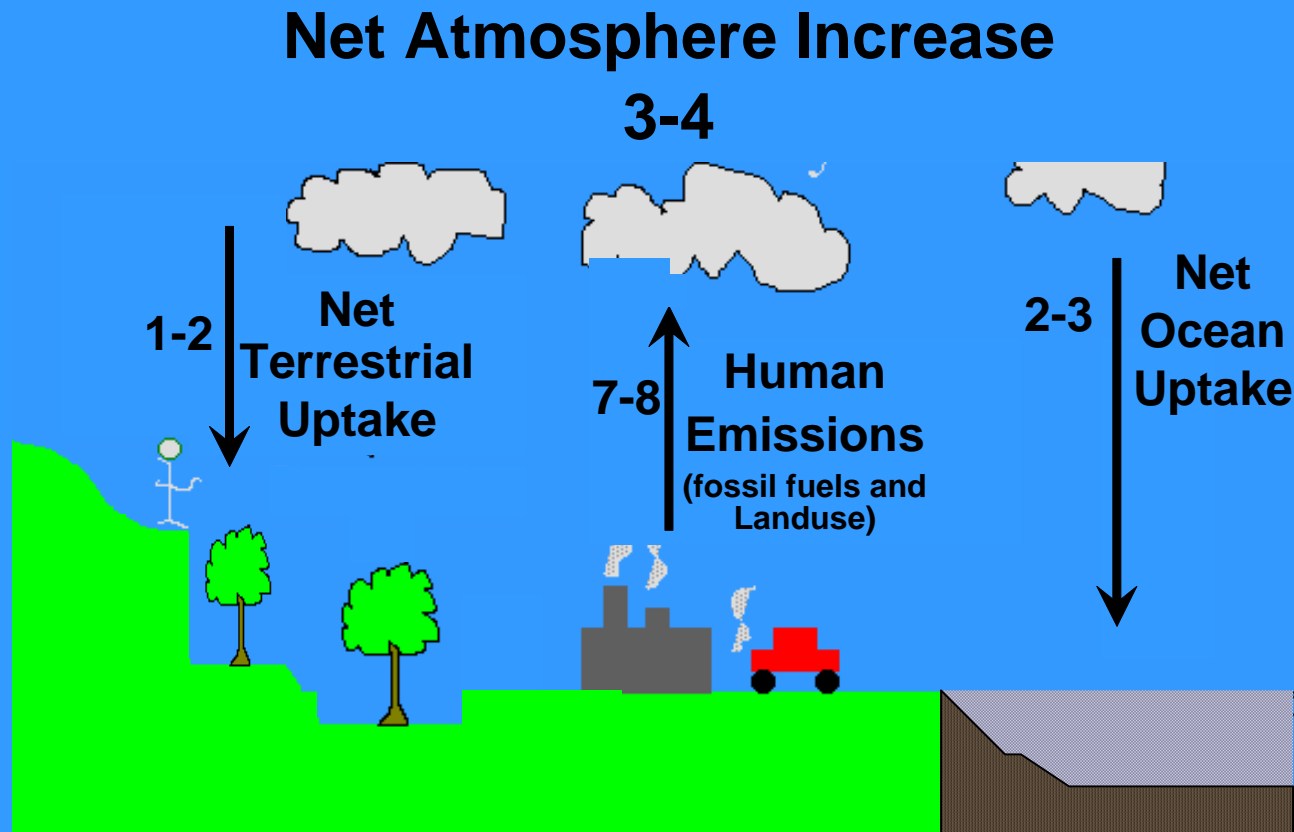 Net Atmosphere Increase
3-4
1-2
Net
Terrestrial
Uptake
7-8
Human
Emissions
(fossil fuels and
Landuse)
2-3
Net
Ocean
Uptake